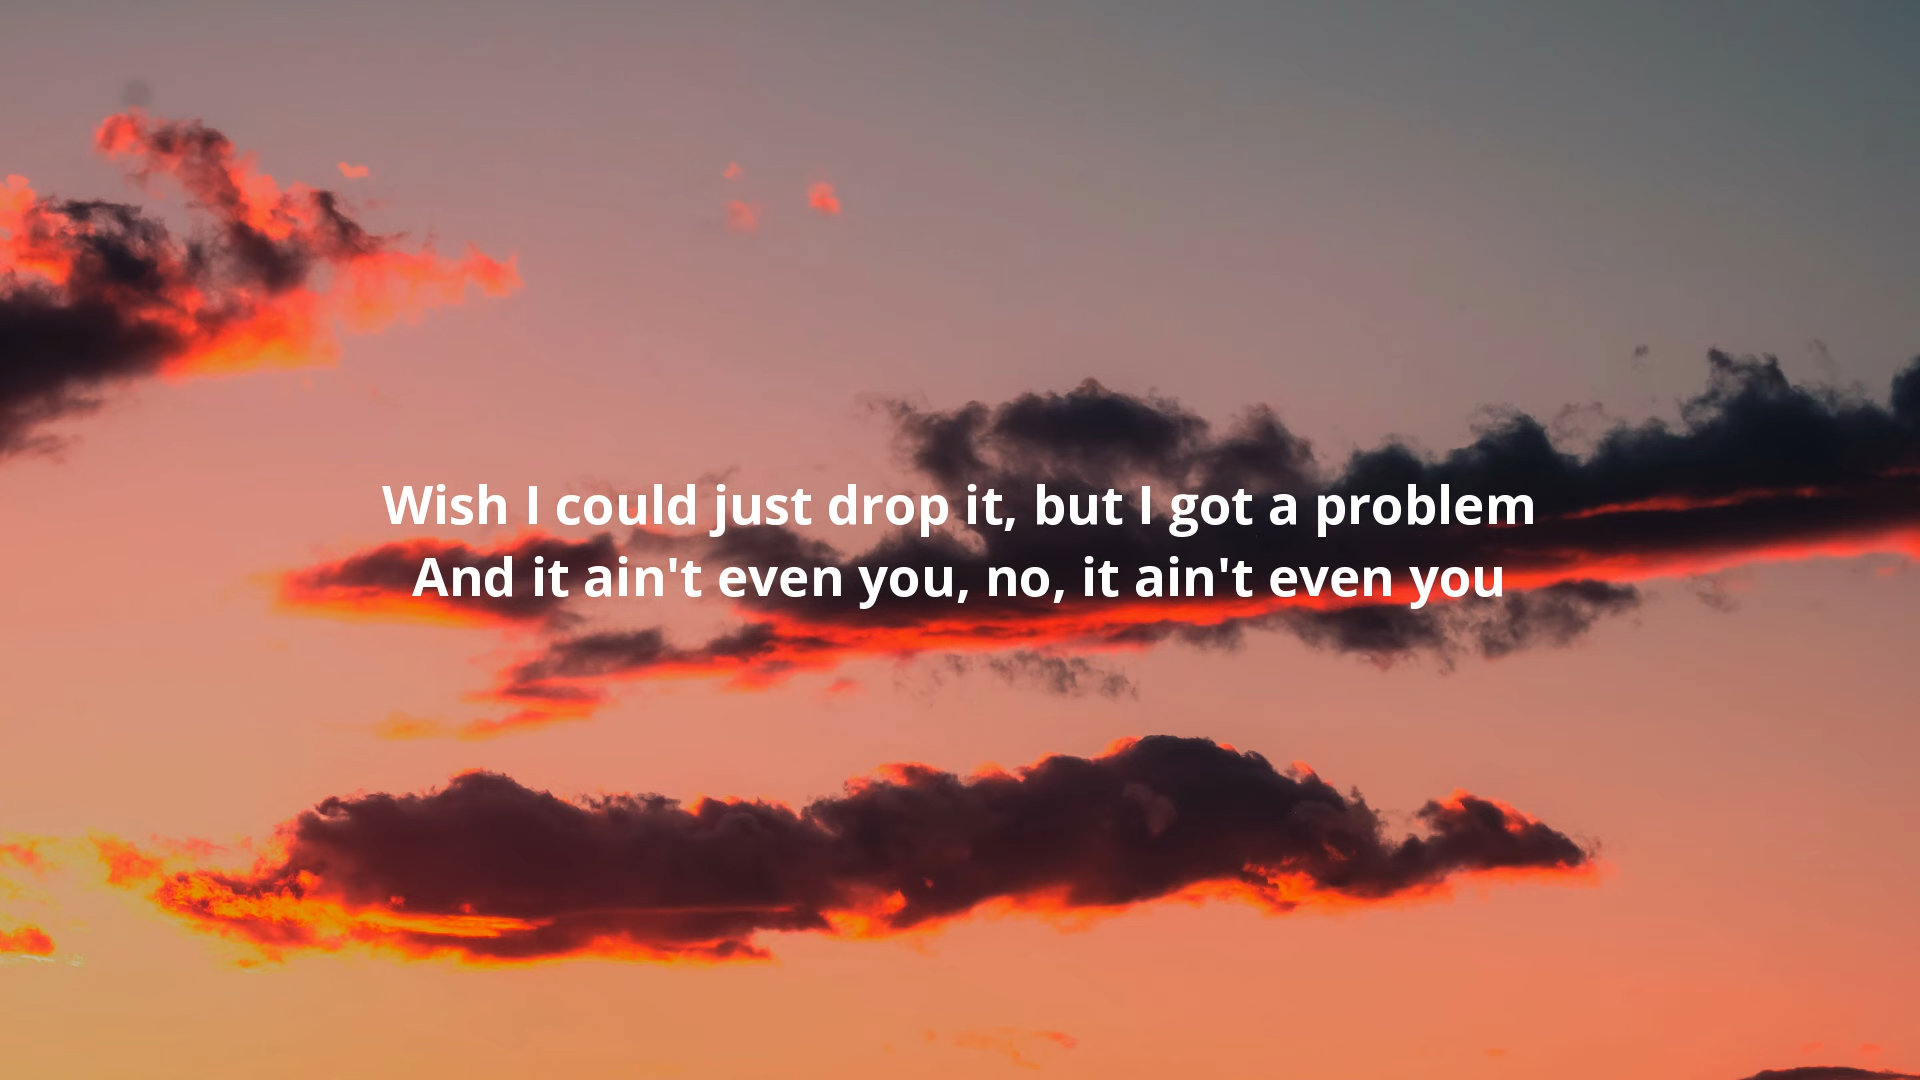 Wish I could just drop it, but I got a problem
And it ain't even you, no, it ain't even you